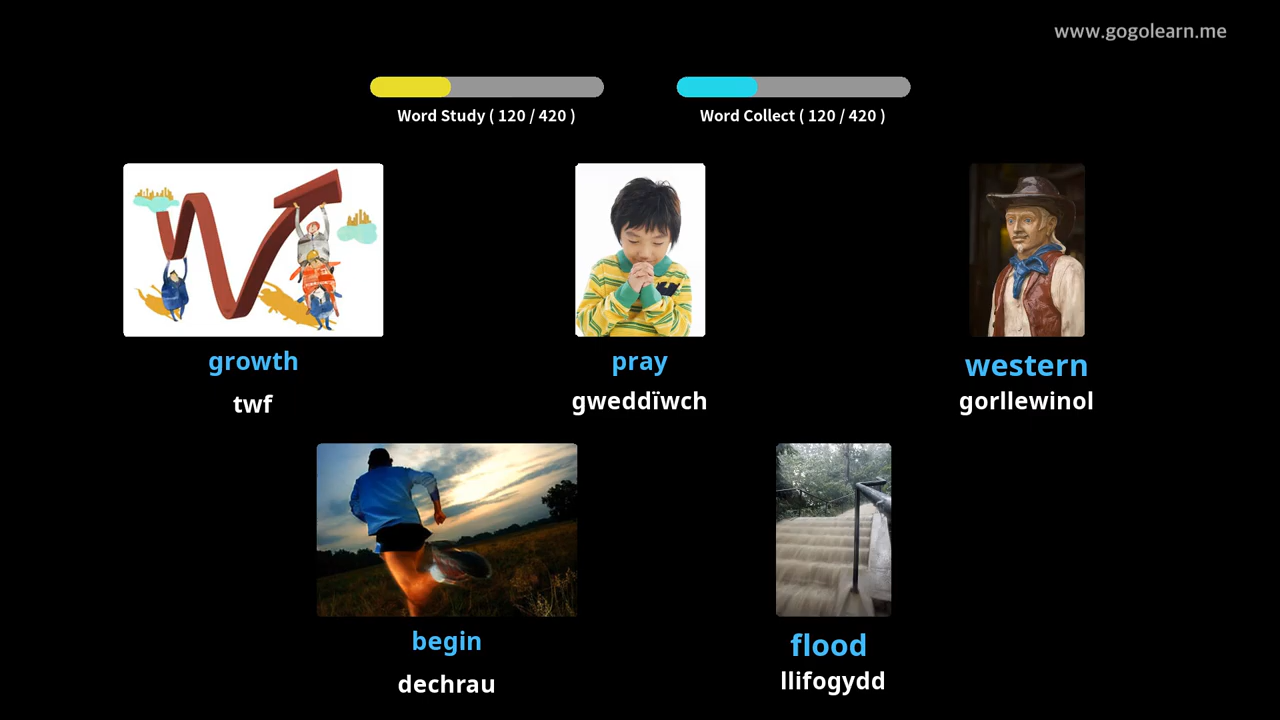 www.gogolearn.me
Word Study ( 120 / 420 )
Word Collect ( 120 / 420 )
growth
twf
pray
gweddïwch
western
gorllewinol
begin
dechrau
flood
llifogydd